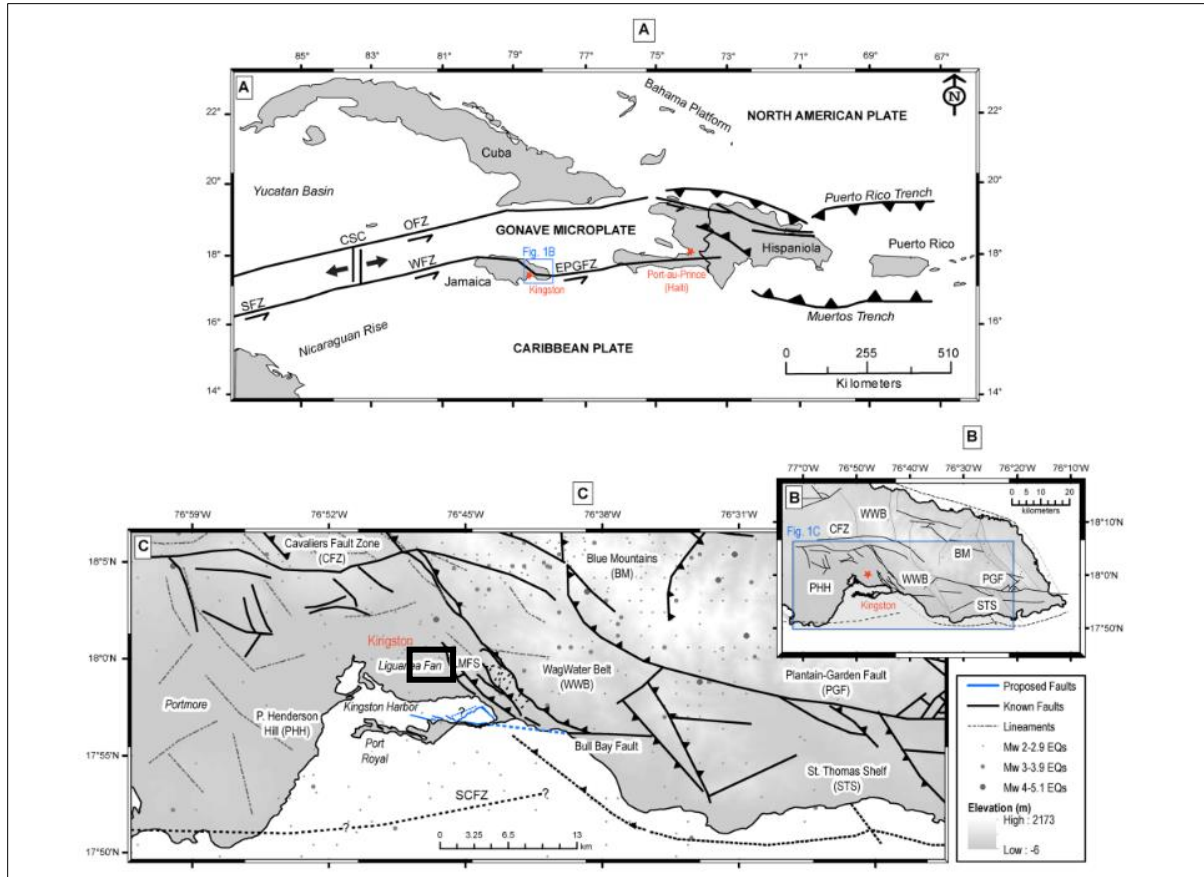 A
85° 83° 81° 79° 77° 75° 73° 71° 69° 67°
A
N
22° 22°
Bahama Platform
NORTH AMERICAN PLATE
Cuba
20° 20°
Yucatan Basin
Puerto Rico Trench
CSC
OFZ
GONAVE MICROPLATE
Hispaniola
Puerto Rico
18° 18°
Fig. 1B
WFZ
EPGFZ
Port-au-Prince
(Haiti)
Jamaica
Kingston
SFZ
Muertos Trench
16° 16°
Nicaraguan Rise
CARIBBEAN PLATE
0 255 510
Kilometers
14° 14°
B
77°0'W 76°50'W 76°40'W 76°30'W 76°20'W 76°10'W
B
0 5 10 20
kilometers
WWB
18°10'N
Fig. 1C
CFZ
BM
WWB
PGF
18°0'N
PHH
STS
Kingston
17°50'N
C
76°59'W 76°52'W 76°45'W 76°38'W 76°31'W
C
Cavaliers Fault Zone
(CFZ)
Blue Mountains
(BM)
18°5'N
Kirigston
18°0'N
Liguanea Fan
LMFS
WagWater Belt
(WWB)
Plantain-Garden Fault
(PGF)
Portmore
P. Henderson
Hill (PHH)
Kingston Harbor
?
Port
Royal
Bull Bay Fault
17°55'N
St. Thomas Shelf
(STS)
SCFZ
?
?
0 3.25 6.5 13
km
17°50'N
Proposed Faults
Known Faults
Lineaments
Mw 2-2.9 EQs
Mw 3-3.9 EQs
Mw 4-5.1 EQs
Elevation (m)
High : 2173
Low : -6